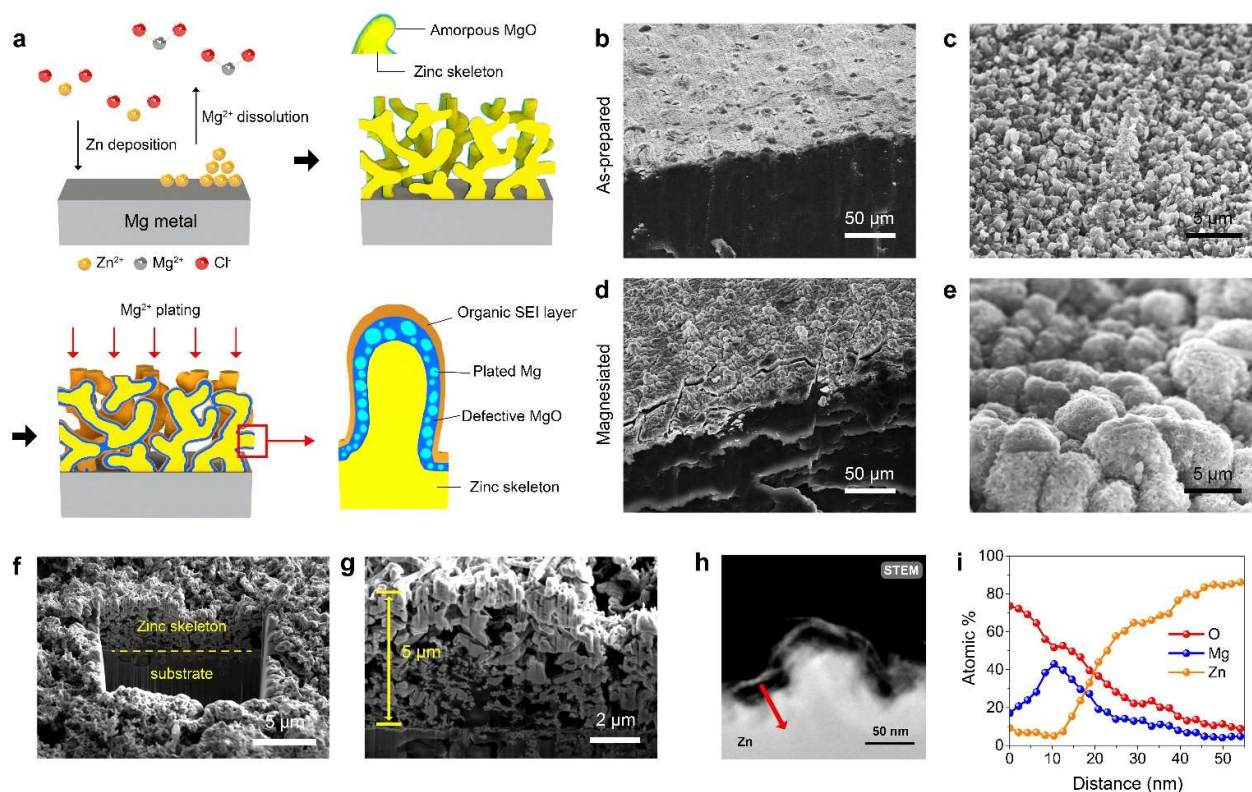 a
Amorpous MgO
Zinc skeleton
Mg²⁺ dissolution
Zn deposition
Mg metal
Zn²⁺ Mg²⁺ Cl⁻
Mg²⁺ plating
Organic SEI layer
Plated Mg
Defective MgO
Zinc skeleton
b
As-prepared
50 µm
c
5 µm
d
Magnesiated
50 µm
e
5 µm
f
Zinc skeleton
substrate
5 µm
g
5 µm
2 µm
h
STEM
Zn
50 nm
i
100
80
60
40
20
0
Atomic %
O
Mg
Zn
0 10 20 30 40 50
Distance (nm)